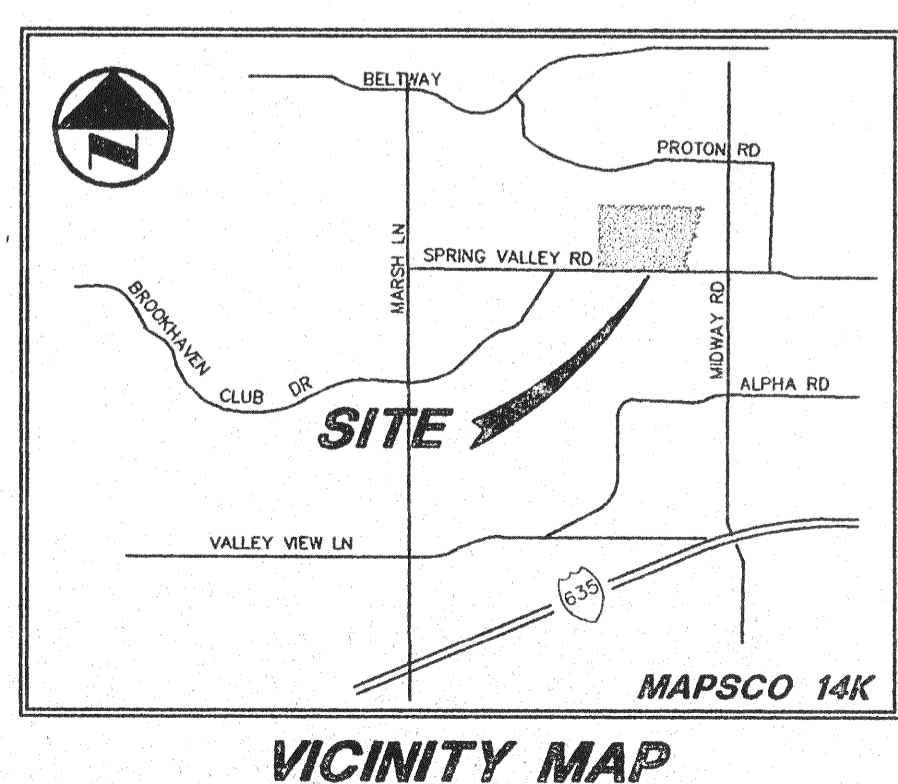 BELTWAY
N
PROTON RD
MARSH LN
SPRING VALLEY RD
MIDWAY RD
BROOKHAVEN CLUB DR
ALPHA RD
SITE
VALLEY VIEW LN
635
MAPSCO 14K
VICINITY MAP